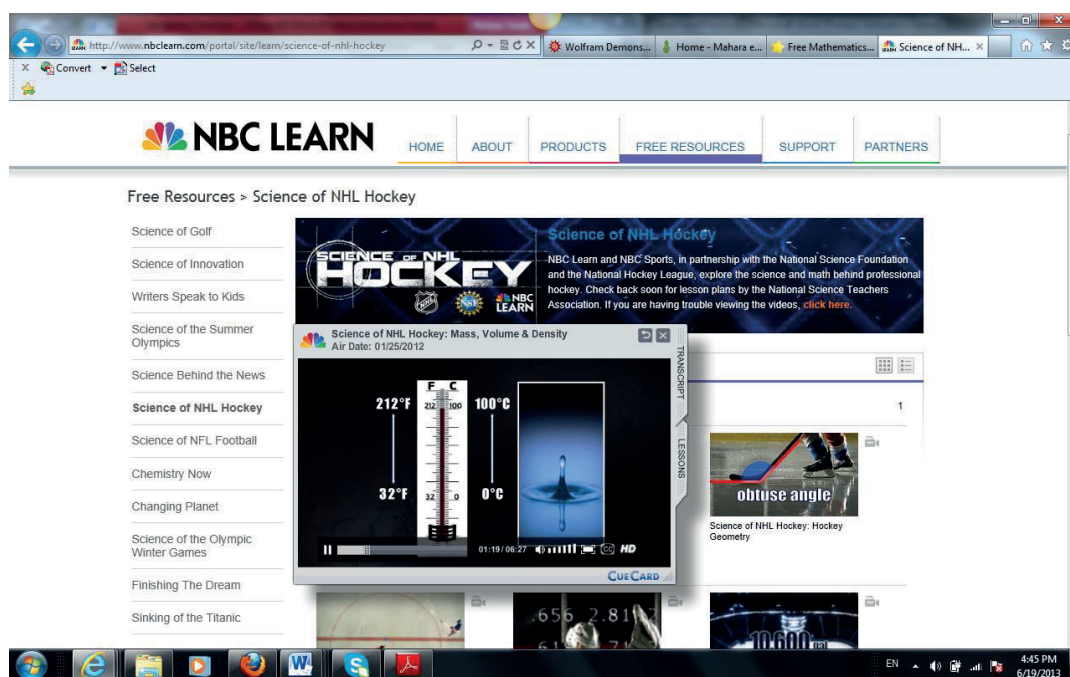 http://www.nbclearn.com/portal/site/learn/science-of-nhl-hockey
Wolfram Demons...
Home - Mahara e...
Free Mathematics...
Science of NH...
Convert
Select
NBC LEARN
HOME
ABOUT
PRODUCTS
FREE RESOURCES
SUPPORT
PARTNERS
Free Resources > Science of NHL Hockey
Science of Golf
Science of Innovation
Writers Speak to Kids
Science of the Summer
Olympics
Science Behind the News
Science of NHL Hockey
Science of NFL Football
Chemistry Now
Changing Planet
Science of the Olympic
Winter Games
Finishing The Dream
Sinking of the Titanic
SCIENCE OF NHL
HOCKEY
NHL
NSF
NBC
LEARN
Science of NHL Hockey
NBC Learn and NBC Sports, in partnership with the National Science Foundation
and the National Hockey League, explore the science and math behind professional
hockey. Check back soon for lesson plans by the National Science Teachers
Association. If you are having trouble viewing the videos, click here.
Science of NHL Hockey: Mass, Volume & Density
Air Date: 01/25/2012
TRANSCRIPT
LESSONS
F C
212°F 212 100 100°C
32°F 32 0 0°C
01:19/06:27
CC
HD
CUECARD
1
obtuse angle
Science of NHL Hockey: Hockey
Geometry
.656 2.81
10,600 gal
EN
4:45 PM
6/19/2013